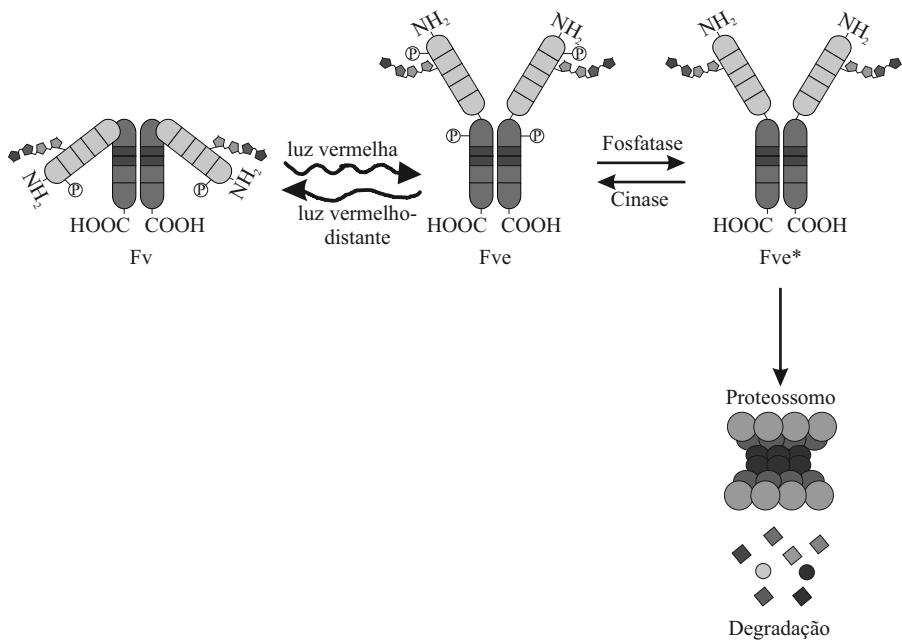 NH₂
NH₂
P
P
NH₂
P
P
NH₂
HOOC COOH
Fv
luz vermelha
luz vermelho-
distante
P
P
HOOC COOH
Fve
Fosfatase
Cinase
NH₂
NH₂
HOOC COOH
Fve*
Proteossomo
Degradação